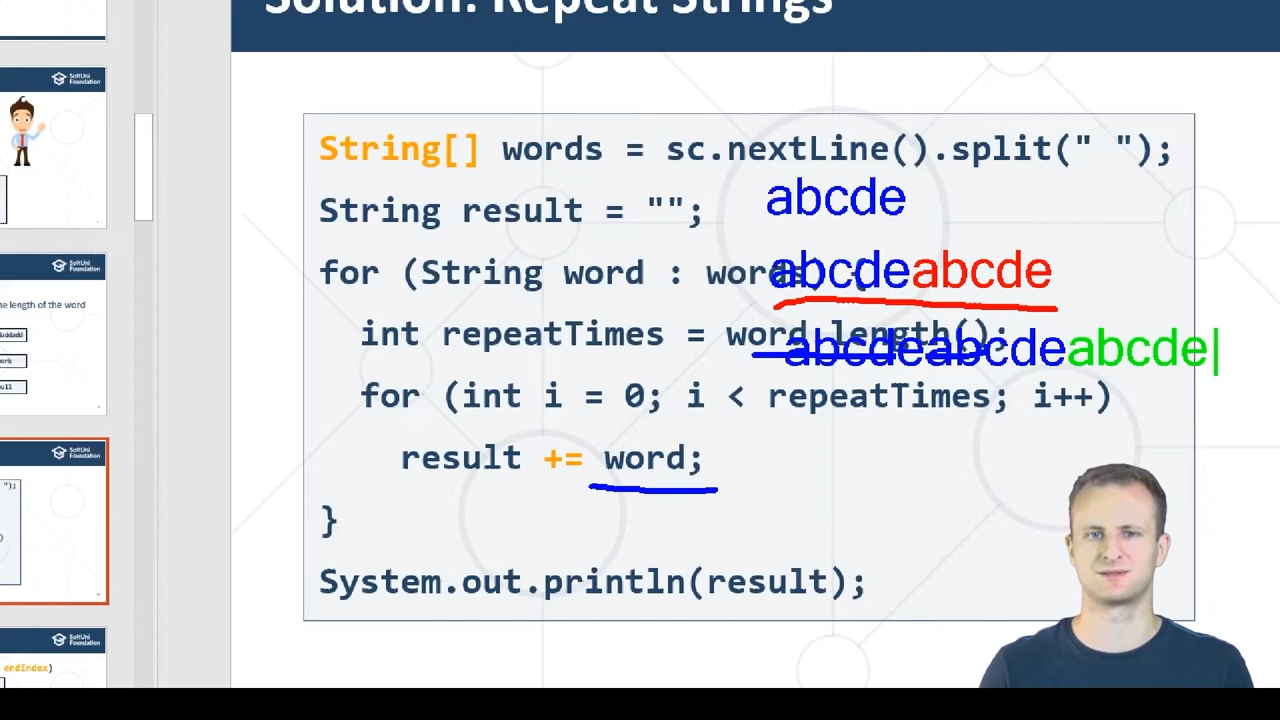 Solution: Repeat Strings
SoftUni Foundation
SoftUni Foundation
he length of the word
SoftUni Foundation
");
SoftUni Foundation
endIndex)
String[] words = sc.nextLine().split(" ");
abcde
String result = "";
for (String word : words) {
abcdeabcde
int repeatTimes = word.length();
abcdeabcdeabcde
for (int i = 0; i < repeatTimes; i++)
result += word;
}
System.out.println(result);